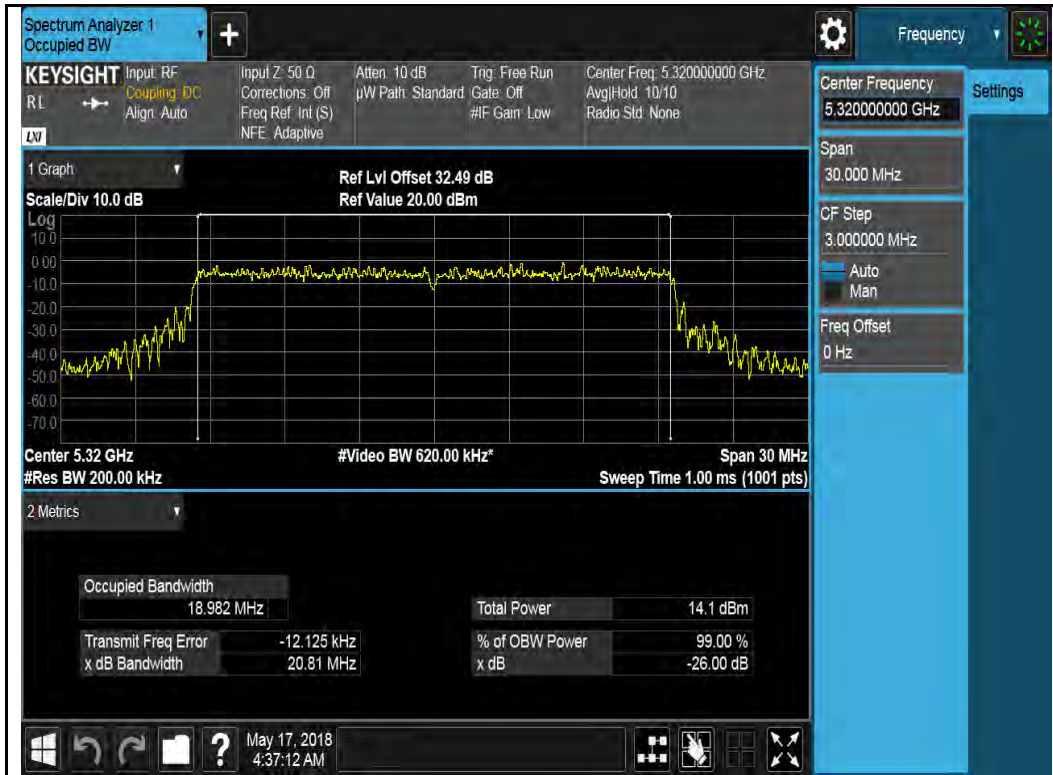 Spectrum Analyzer 1
Occupied BW
+
Frequency
KEYSIGHT
R L
LXI
Input: RF
Coupling: DC
Align: Auto
Input Z: 50 Ω
Corrections: Off
Freq Ref: Int (S)
NFE: Adaptive
Atten: 10 dB
µW Path: Standard
Trig: Free Run
Gate: Off
#IF Gain: Low
Center Freq: 5.320000000 GHz
Avg|Hold: 10/10
Radio Std: None
Center Frequency
5.320000000 GHz
Settings
Span
30.000 MHz
CF Step
3.000000 MHz
Auto
Man
Freq Offset
0 Hz
1 Graph
Scale/Div 10.0 dB
Ref Lvl Offset 32.49 dB
Ref Value 20.00 dBm
Log
10.0
0.00
-10.0
-20.0
-30.0
-40.0
-50.0
-60.0
-70.0
Center 5.32 GHz
#Video BW 620.00 kHz*
Span 30 MHz
#Res BW 200.00 kHz
Sweep Time 1.00 ms (1001 pts)
2 Metrics
Occupied Bandwidth
18.982 MHz
Total Power 14.1 dBm
Transmit Freq Error -12.125 kHz
% of OBW Power 99.00 %
x dB Bandwidth 20.81 MHz
x dB -26.00 dB
?
May 17, 2018
4:37:12 AM